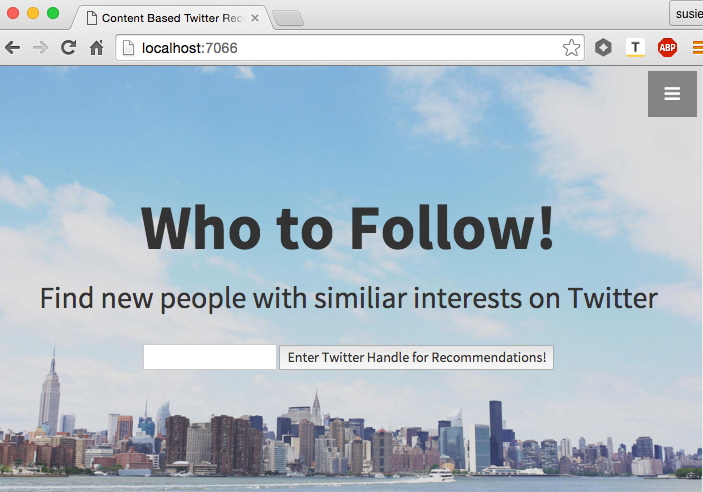 Content Based Twitter Rec
susie
localhost:7066
T
ABP
Who to Follow!
Find new people with similiar interests on Twitter
Enter Twitter Handle for Recommendations!